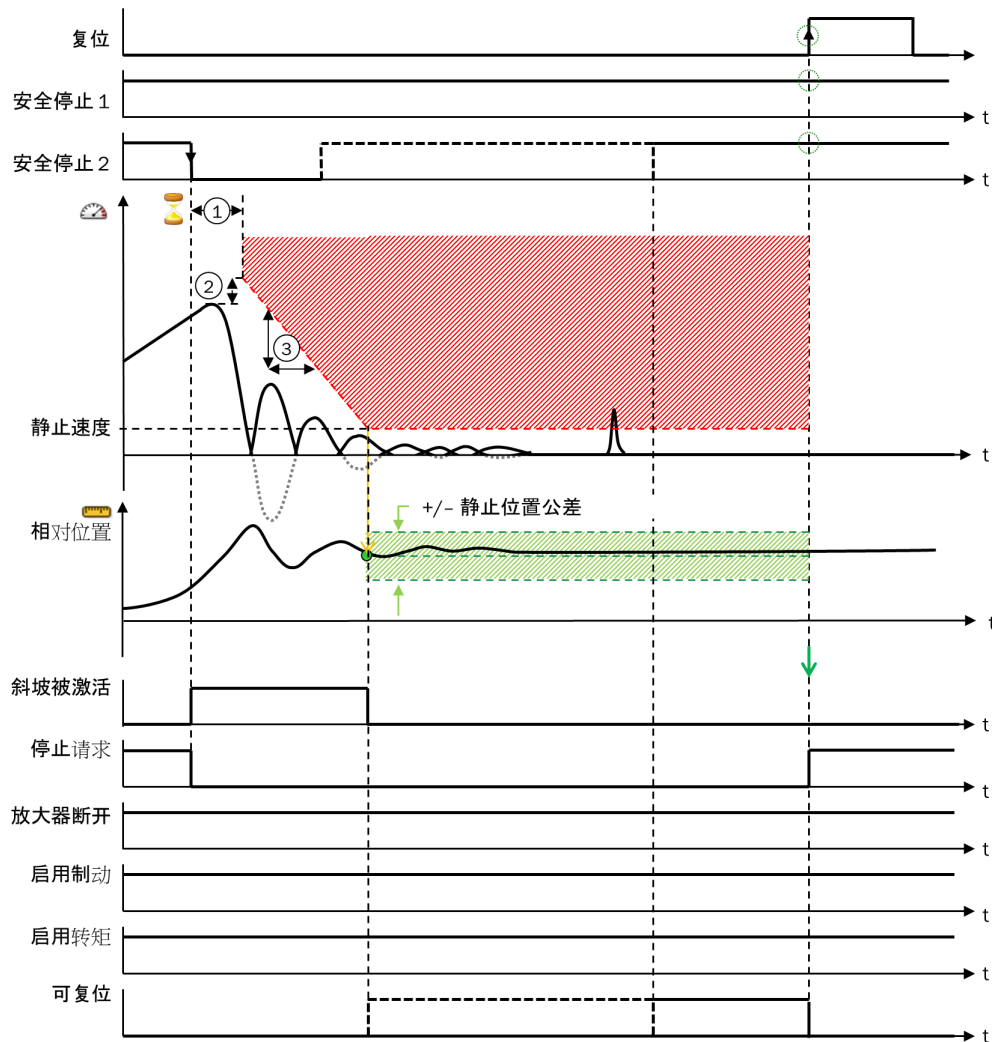 复位
安全停止 1
t
安全停止 2
t
1
2
3
静止速度
t
+/- 静止位置公差
相对位置
t
斜坡被激活
t
停止请求
t
放大器断开
t
启用制动
t
启用转矩
t
可复位
t